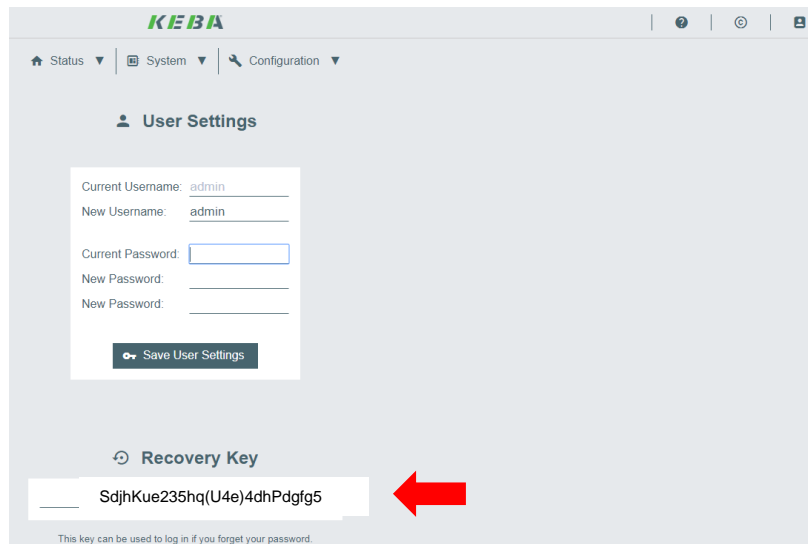 KEBA
Status ▼ System ▼ Configuration ▼
User Settings
Current Username: admin
New Username: admin
Current Password:
New Password:
New Password:
Save User Settings
Recovery Key
SdjhKue235hq(U4e)4dhPdgfg5
This key can be used to log in if you forget your password.